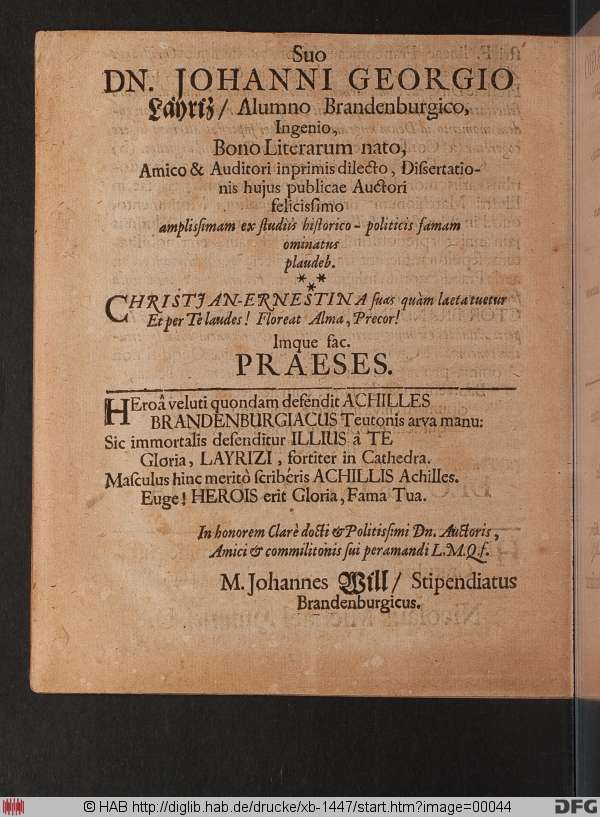 Suo
DN. JOHANNI GEORGIO
Layriz/ Alumno Brandenburgico,
Ingenio,
Bono Literarum nato,
Amico & Auditori inprimis dilecto, Dissertatio-
nis hujus publicae Auctori
felicissimo
amplissimam ex studiis historico-politicis famam
ominatus
plaudeb.
***
CHRISTIAN-ERNESTINA suas quàm laeta tuetur
Et per Te laudes! Floreat Alma, Precor!
Imque fac.
PRAESES.
HEroâ veluti quondam defendit ACHILLES
BRANDENBURGIACUS Teutonis arva manu:
Sic immortalis defenditur ILLIUS â TE
Gloria, LAYRIZI, fortiter in Cathedra.
Masculus hinc meritò scribéris ACHILLIS Achilles.
Euge! HEROIS erit Gloria, Fama Tua.
In honorem Clarè docti & Politissimi Dn. Auctoris,
Amici & commilitonis sui peramandi L.M.Q.f.
M. Johannes Will/ Stipendiatus
Brandenburgicus.
© HAB http://diglib.hab.de/drucke/xb-1447/start.htm?image=00044
DFG